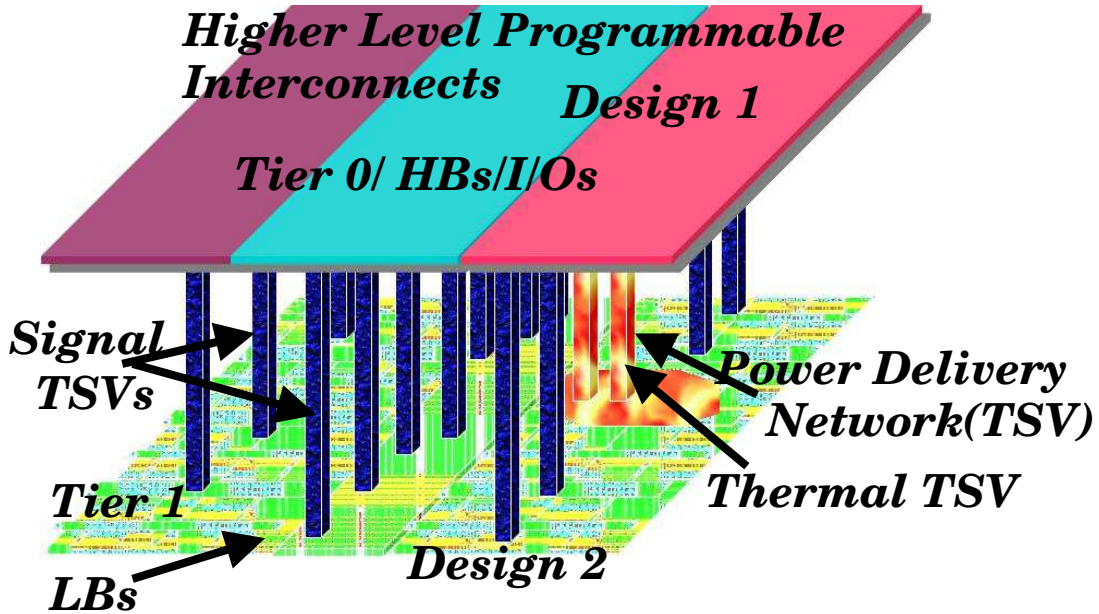 Higher Level Programmable
Interconnects
Design 1
Tier 0/ HBs/I/Os
Signal
TSVs
Power Delivery
Network(TSV)
Thermal TSV
Tier 1
Design 2
LBs